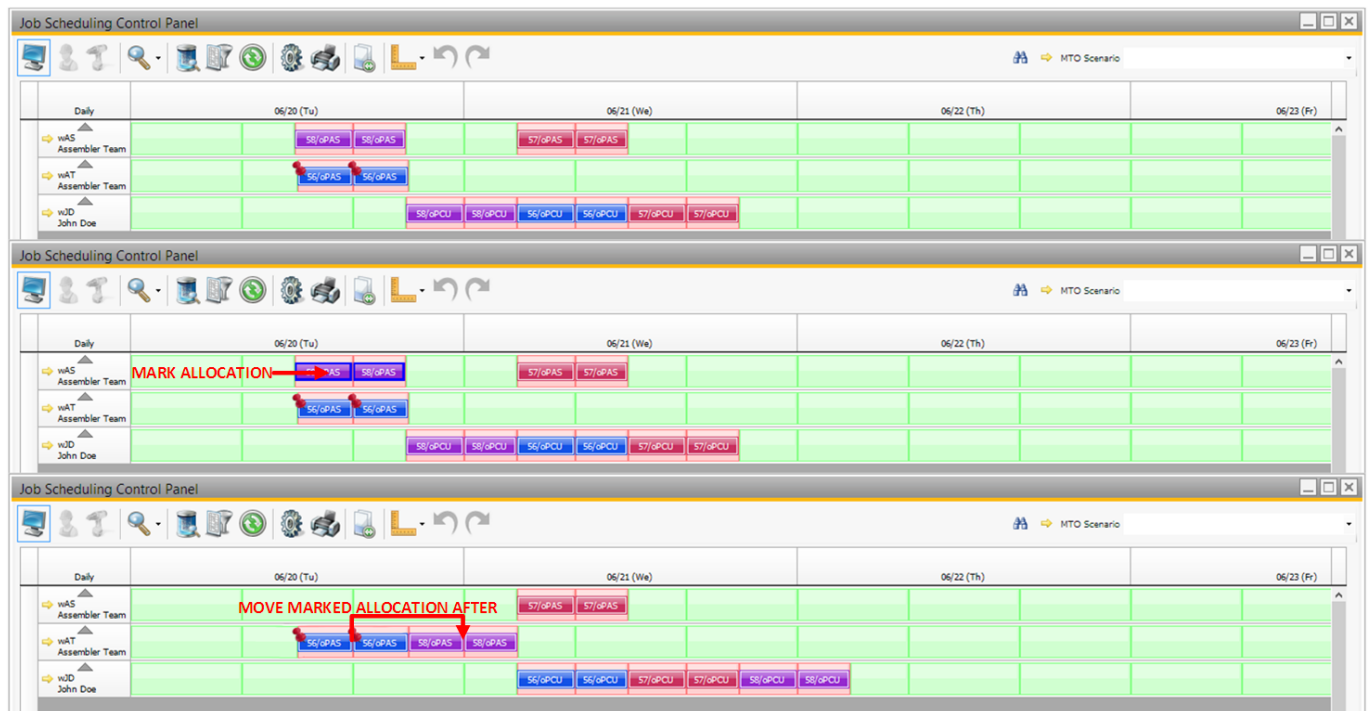 Job Scheduling Control Panel
MTO Scenario
Daily 06/20 (Tu) 06/21 (We) 06/22 (Th) 06/23 (Fr)
wAS
Assembler Team
58/oPAS 58/oPAS 57/oPAS 57/oPAS
wAT
Assembler Team
56/oPAS 56/oPAS
wJD
John Doe
58/oPCU 58/oPCU 56/oPCU 56/oPCU 57/oPCU 57/oPCU
Job Scheduling Control Panel
MTO Scenario
Daily 06/20 (Tu) 06/21 (We) 06/22 (Th) 06/23 (Fr)
wAS
Assembler Team
MARK ALLOCATION
58/oPAS 57/oPAS 57/oPAS
wAT
Assembler Team
56/oPAS 56/oPAS
wJD
John Doe
58/oPCU 58/oPCU 56/oPCU 56/oPCU 57/oPCU 57/oPCU
Job Scheduling Control Panel
MTO Scenario
Daily 06/20 (Tu) 06/21 (We) 06/22 (Th) 06/23 (Fr)
wAS
Assembler Team
MOVE MARKED ALLOCATION AFTER
57/oPAS 57/oPAS
wAT
Assembler Team
56/oPAS 56/oPAS 58/oPAS 58/oPAS
wJD
John Doe
56/oPCU 56/oPCU 57/oPCU 57/oPCU 58/oPCU 58/oPCU